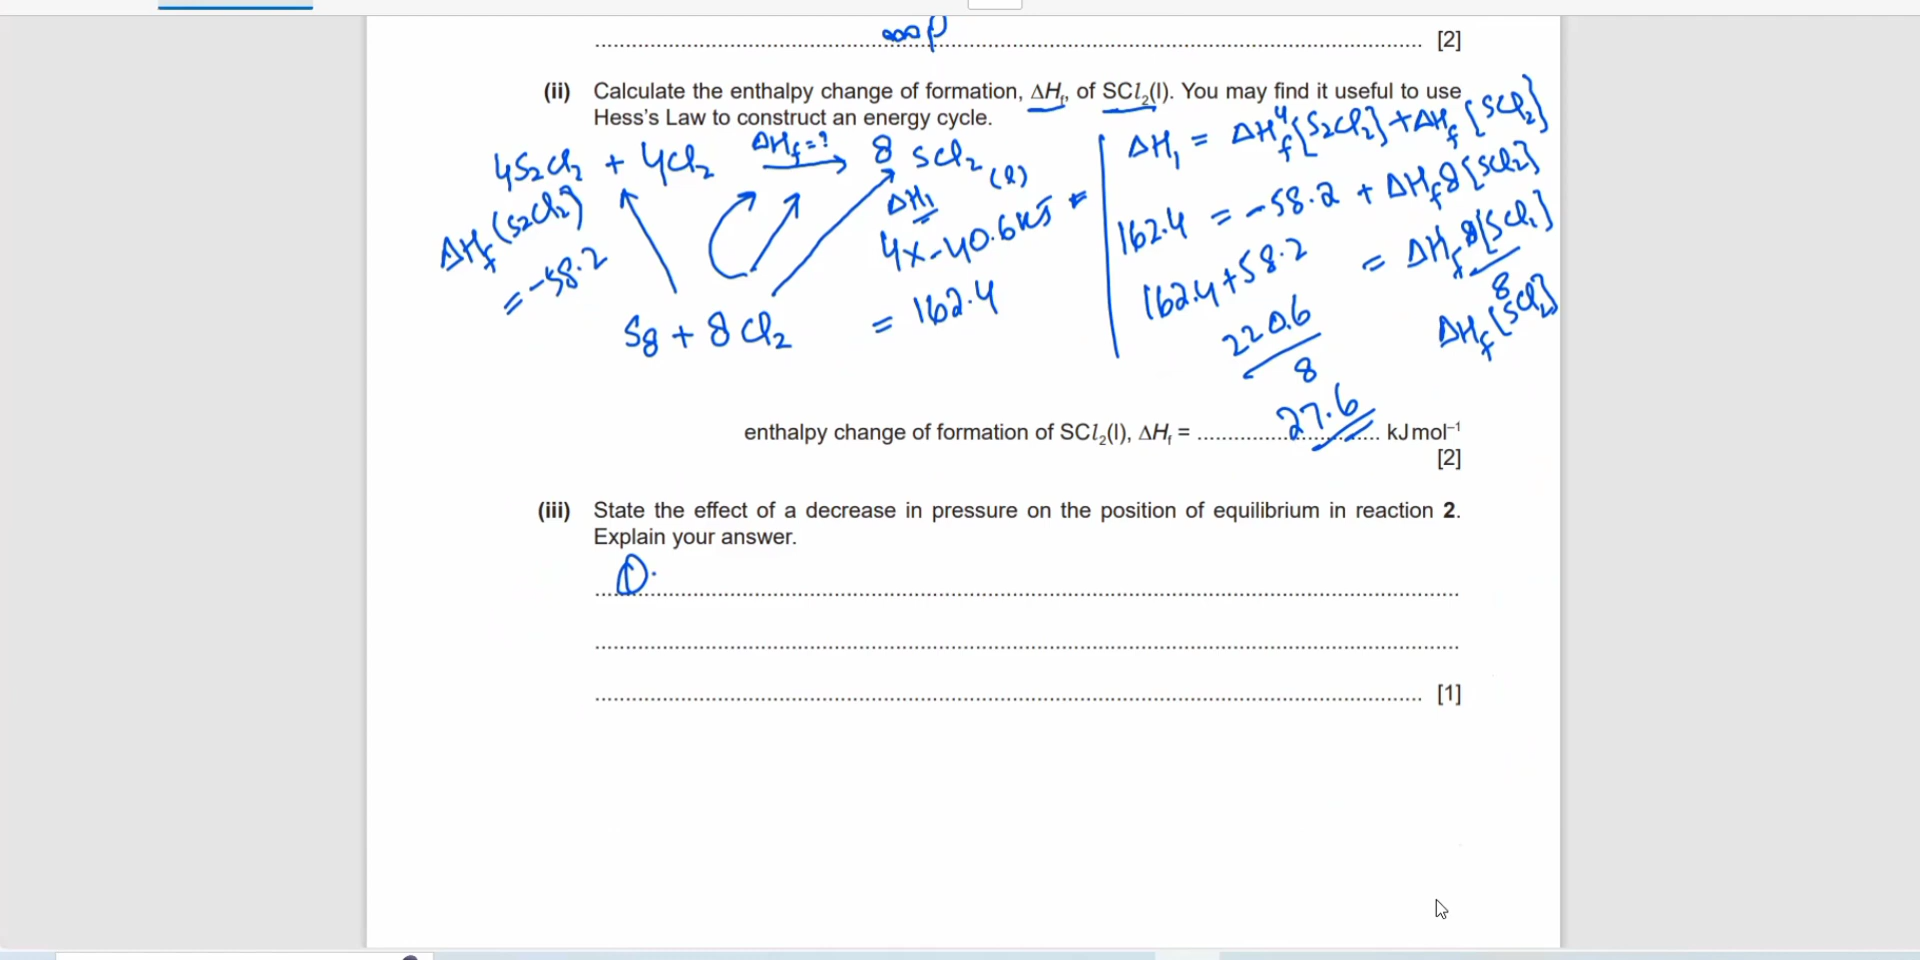 [2]
(ii) Calculate the enthalpy change of formation, ΔHf, of SCl2(l). You may find it useful to use
Hess's Law to construct an energy cycle.
4S2Cl2 + 4Cl2 ΔHf=? 8 SCl2 (l)
ΔHf (S2Cl2)
= -58.2
S8 + 8Cl2
ΔH1
4x-40.6kJ
= 162.4
ΔH1 = ΔH4f [S2Cl2] + ΔHf [SCl2]
162.4 = -58.2 + ΔHf8[SCl2]
162.4+58.2 = ΔHf 8[SCl2]
8
220.6
8
ΔHf [SCl2]
27.6
enthalpy change of formation of SCl2(l), ΔHf = ............................... kJ mol⁻¹
[2]
(iii) State the effect of a decrease in pressure on the position of equilibrium in reaction 2.
Explain your answer.
①.
[1]